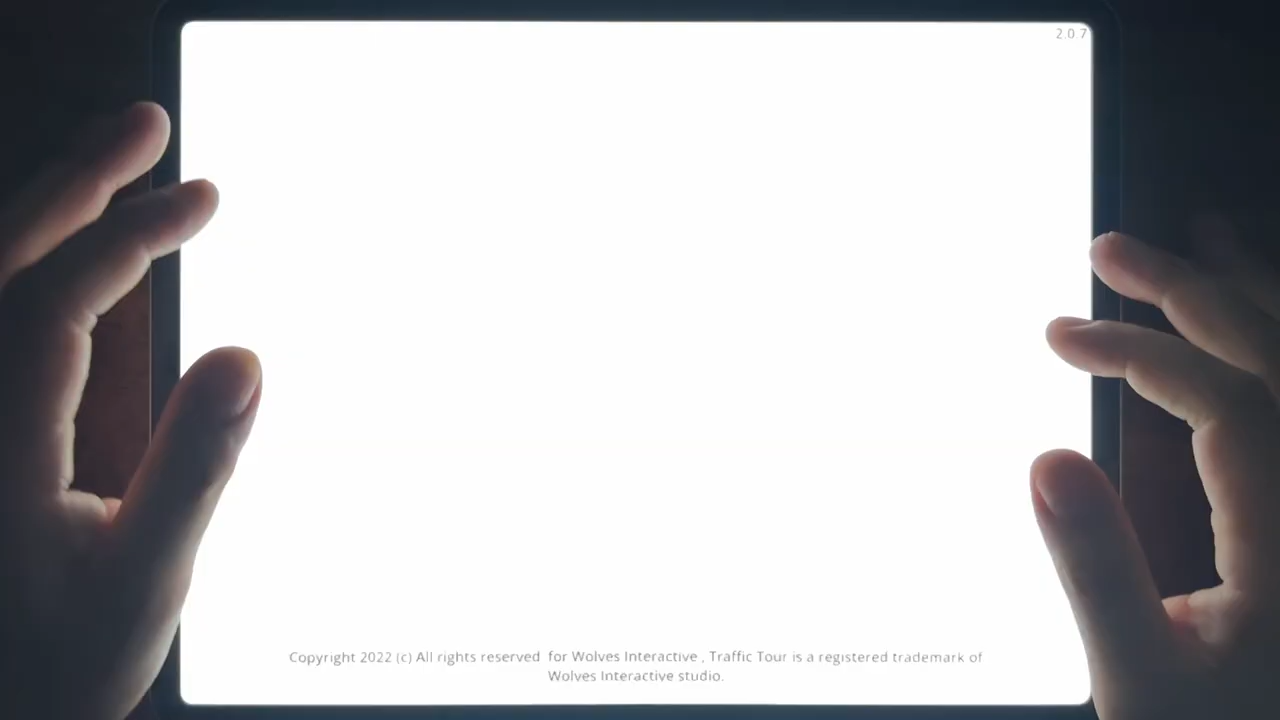 2.0.7
Copyright 2022 (c) All rights reserved for Wolves Interactive , Traffic Tour is a registered trademark of
Wolves Interactive studio.